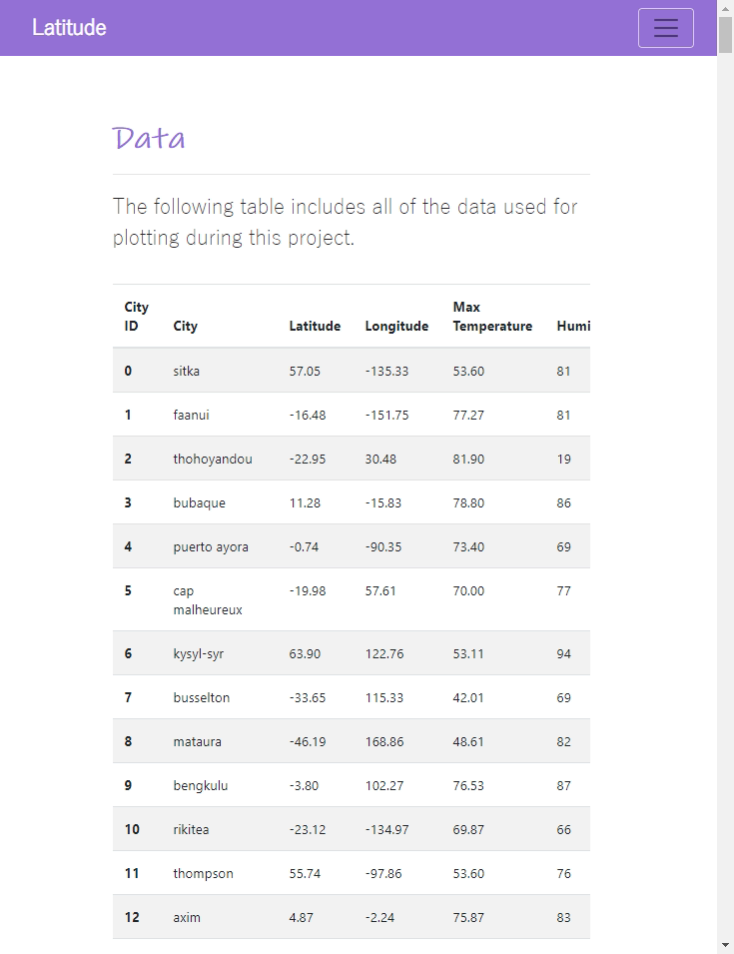 Latitude
Data
The following table includes all of the data used for
plotting during this project.
City ID City Latitude Longitude Max Temperature Humi
0 sitka 57.05 -135.33 53.60 81
1 faanui -16.48 -151.75 77.27 81
2 thohoyandou -22.95 30.48 81.90 19
3 bubaque 11.28 -15.83 78.80 86
4 puerto ayora -0.74 -90.35 73.40 69
5 cap malheureux -19.98 57.61 70.00 77
6 kysyl-syr 63.90 122.76 53.11 94
7 busselton -33.65 115.33 42.01 69
8 mataura -46.19 168.86 48.61 82
9 bengkulu -3.80 102.27 76.53 87
10 rikitea -23.12 -134.97 69.87 66
11 thompson 55.74 -97.86 53.60 76
12 axim 4.87 -2.24 75.87 83